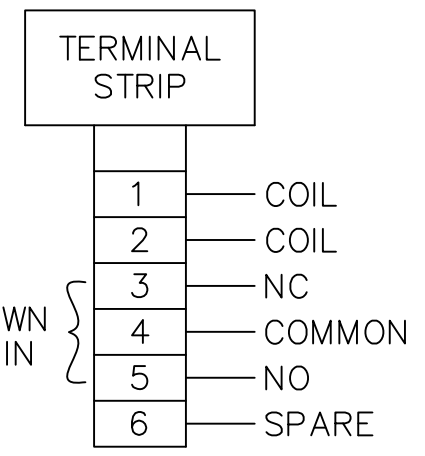 TERMINAL
STRIP
1 COIL
2 COIL
3 NC
WN
4 COMMON
IN
5 NO
6 SPARE